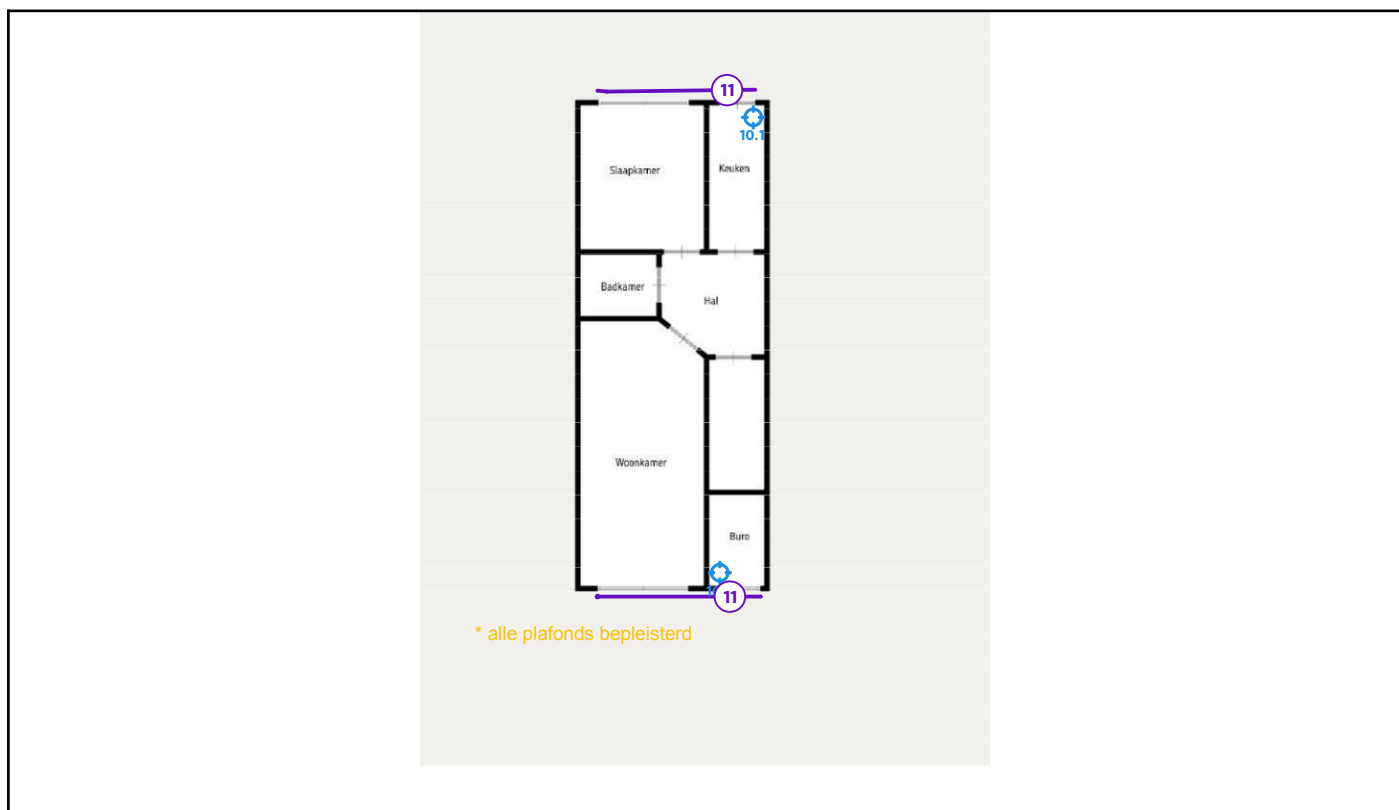 11
10.1
Slaapkamer
Keuken
Badkamer
Hal
Woonkamer
Buro
11
* alle plafonds bepleisterd